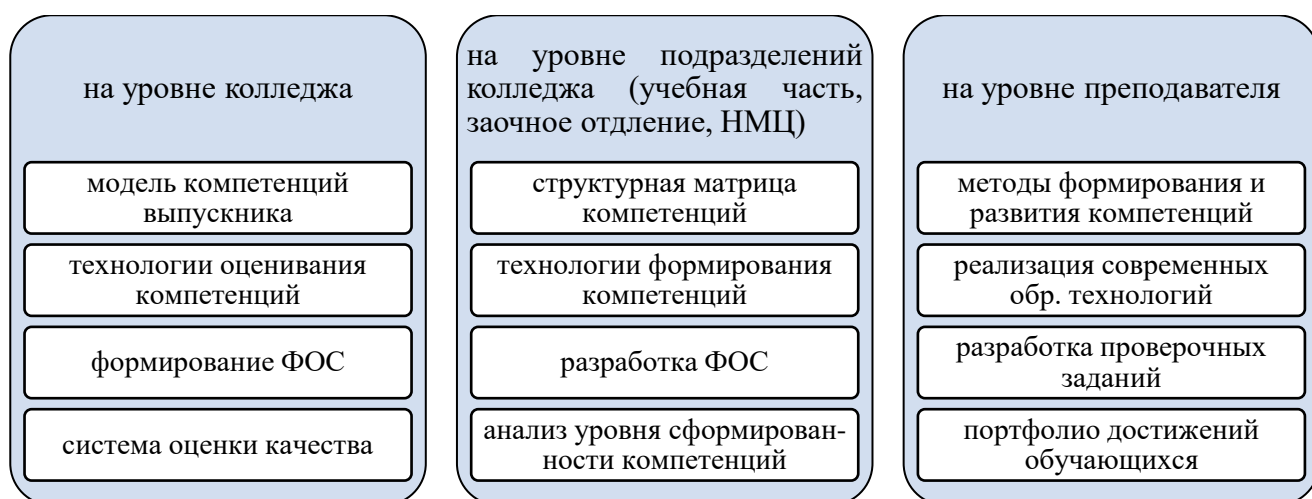 на уровне колледжа
модель компетенций
выпускника
технологии оценивания
компетенций
формирование ФОС
система оценки качества
на уровне подразделений
колледжа (учебная часть,
заочное отдление, НМЦ)
структурная матрица
компетенций
технологии формирования
компетенций
разработка ФОС
анализ уровня сформирован-
ности компетенций
на уровне преподавателя
методы формирования и
развития компетенций
реализация современных
обр. технологий
разработка проверочных
заданий
портфолио достижений
обучающихся